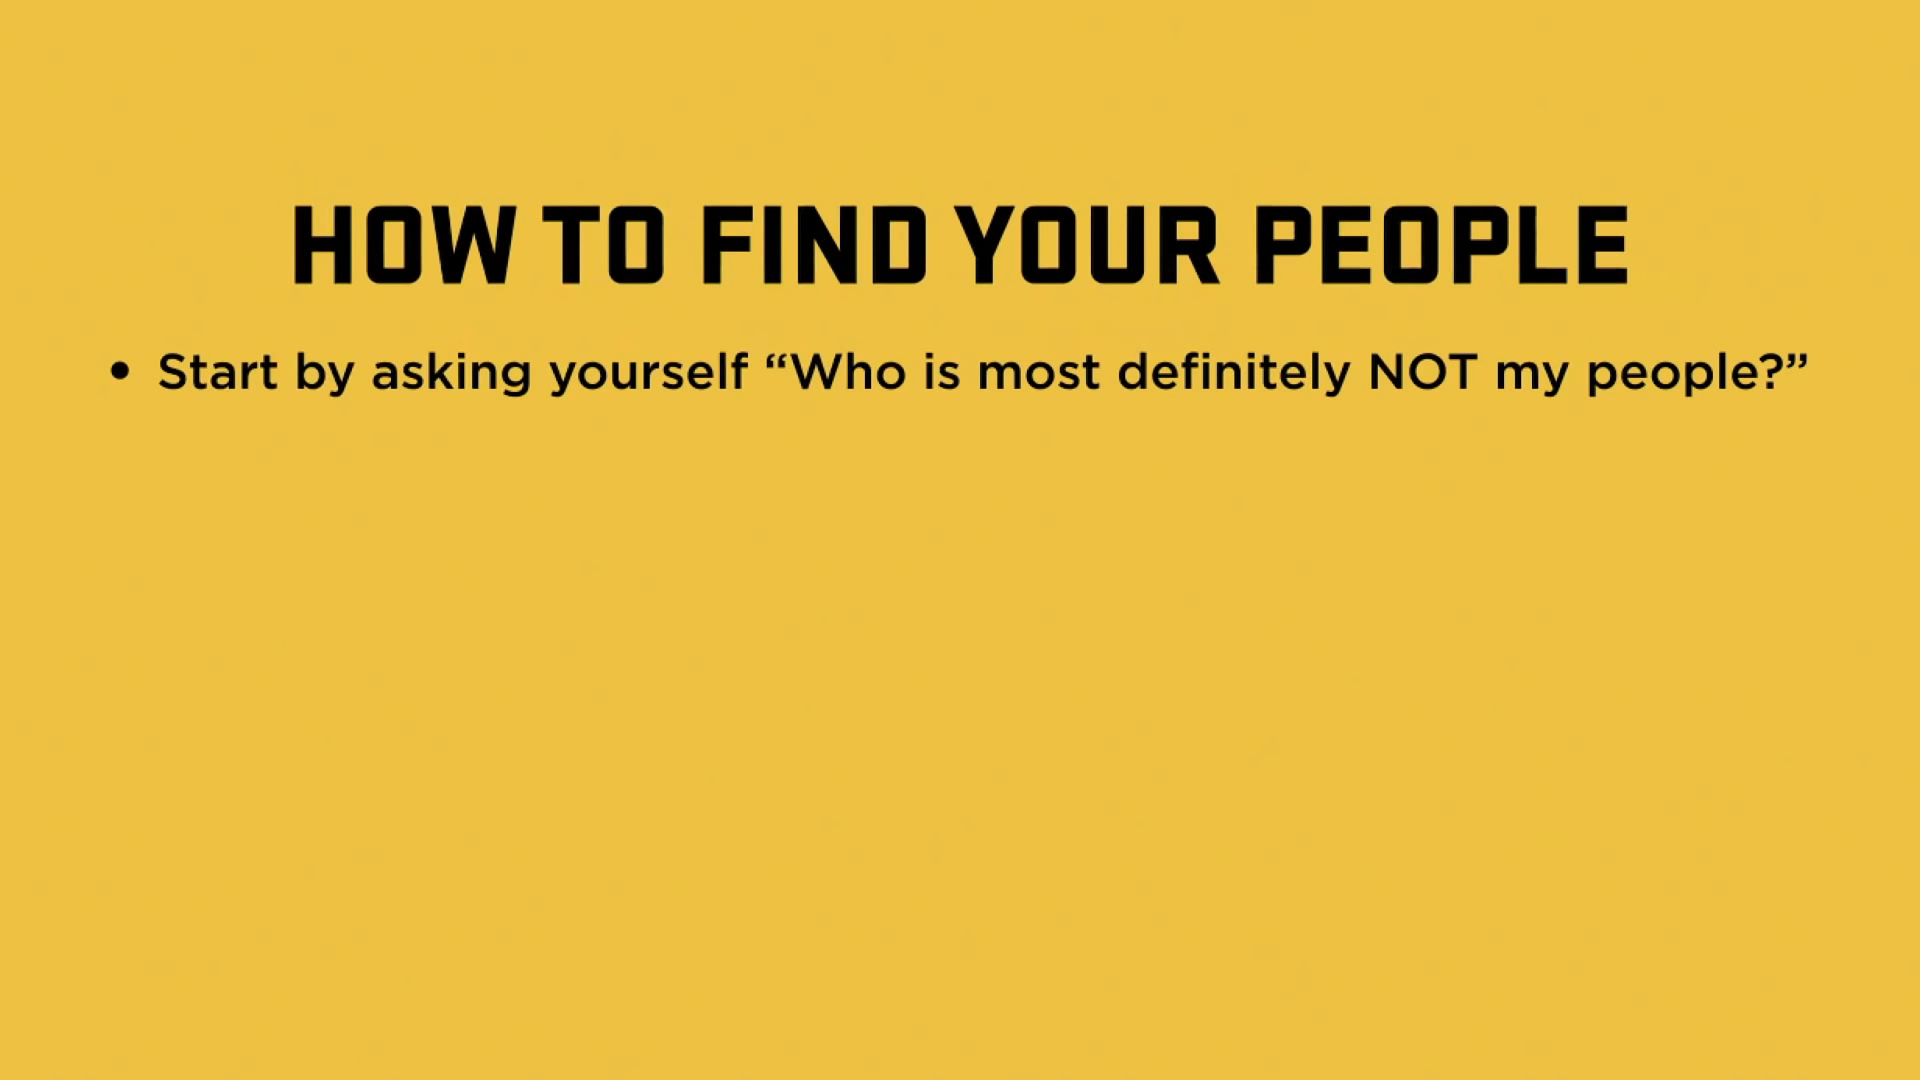 HOW TO FIND YOUR PEOPLE
• Start by asking yourself “Who is most definitely NOT my people?”